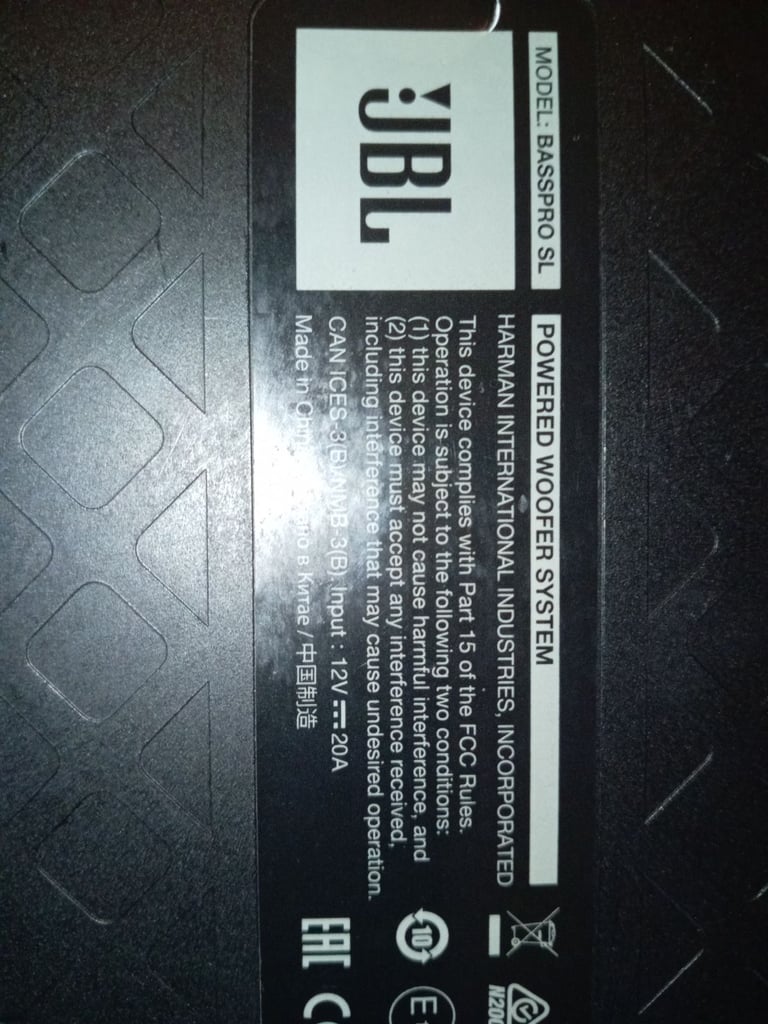 MODEL: BASSPRO SL
JBL
POWERED WOOFER SYSTEM
HARMAN INTERNATIONAL INDUSTRIES, INCORPORATED
This device complies with Part 15 of the FCC Rules.
Operation is subject to the following two conditions:
(1) this device may not cause harmful interference, and
(2) this device must accept any interference received,
including interference that may cause undesired operation.
CAN ICES-3(B)/NMB-3(B) Input : 12V ⎓ 20A
Made in в Китае / 中国制造
10
E
EAC